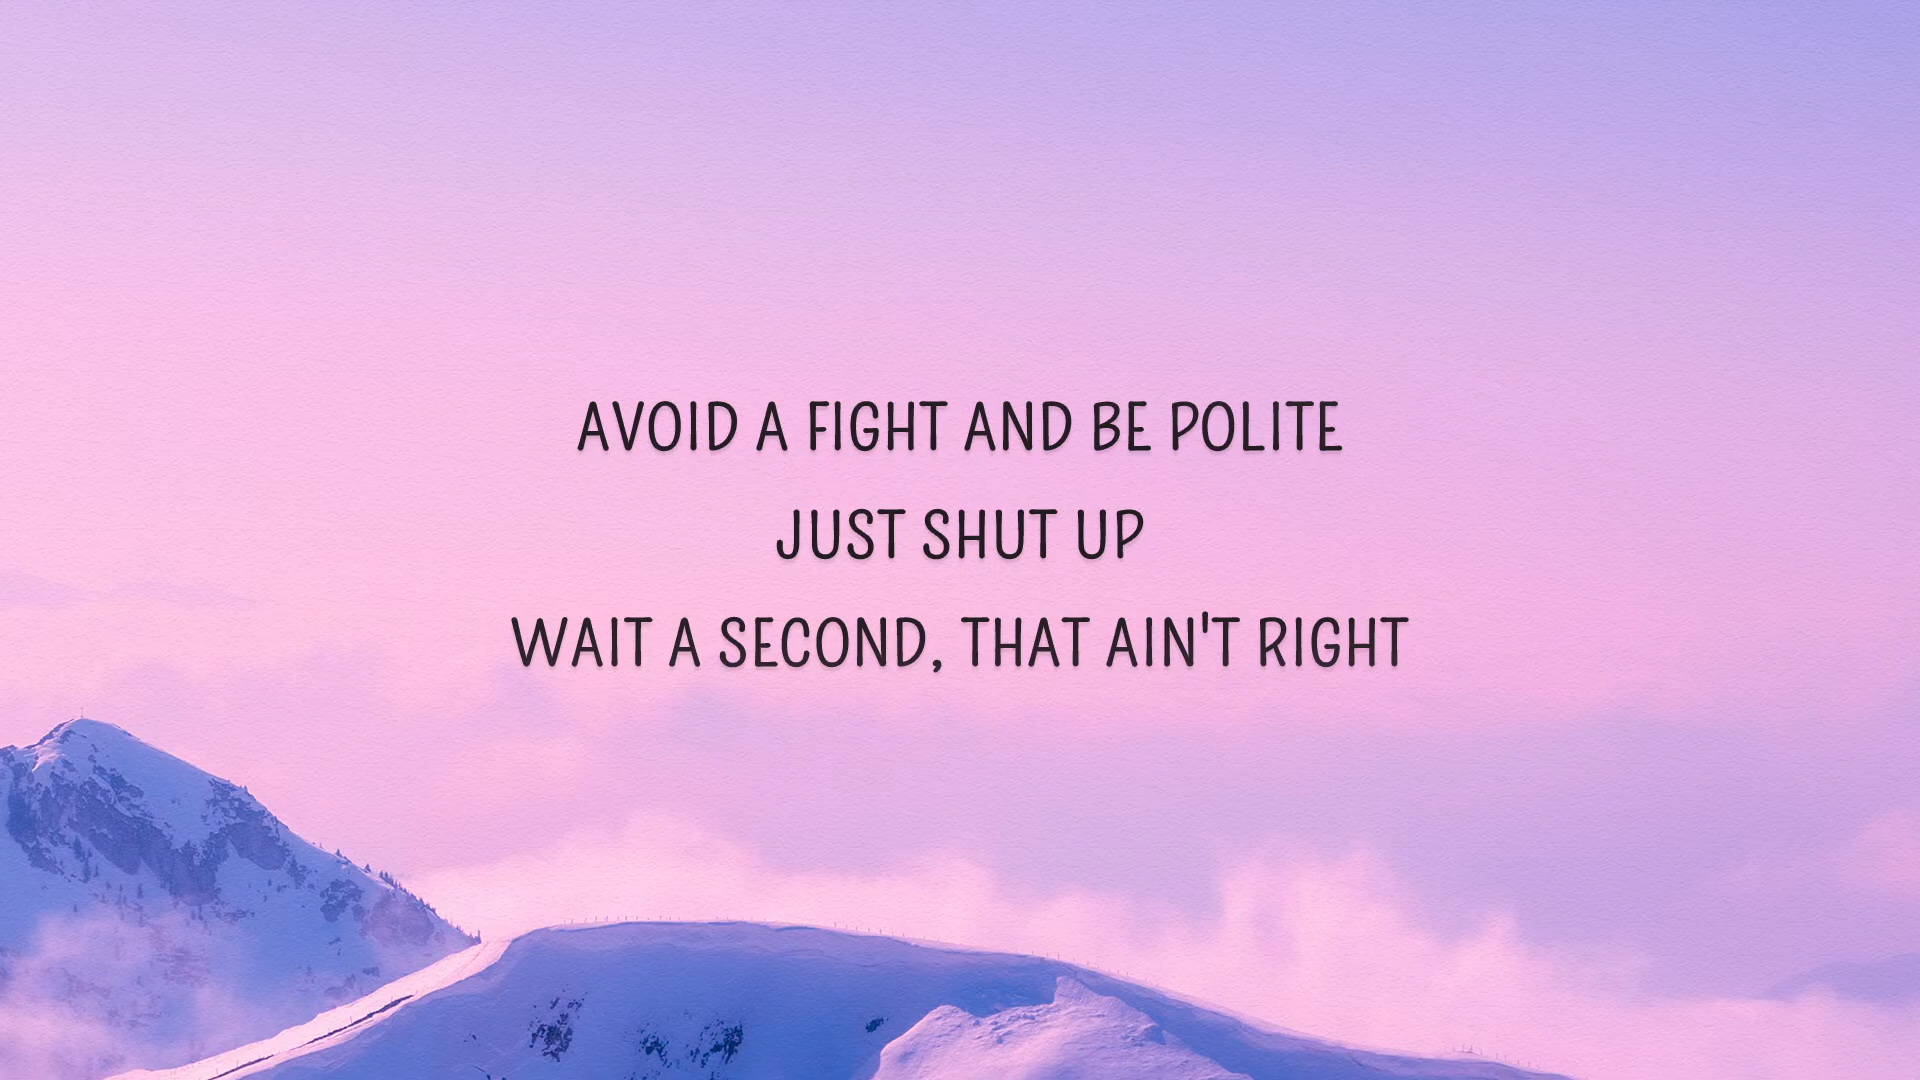 AVOID A FIGHT AND BE POLITE
JUST SHUT UP
WAIT A SECOND, THAT AIN'T RIGHT